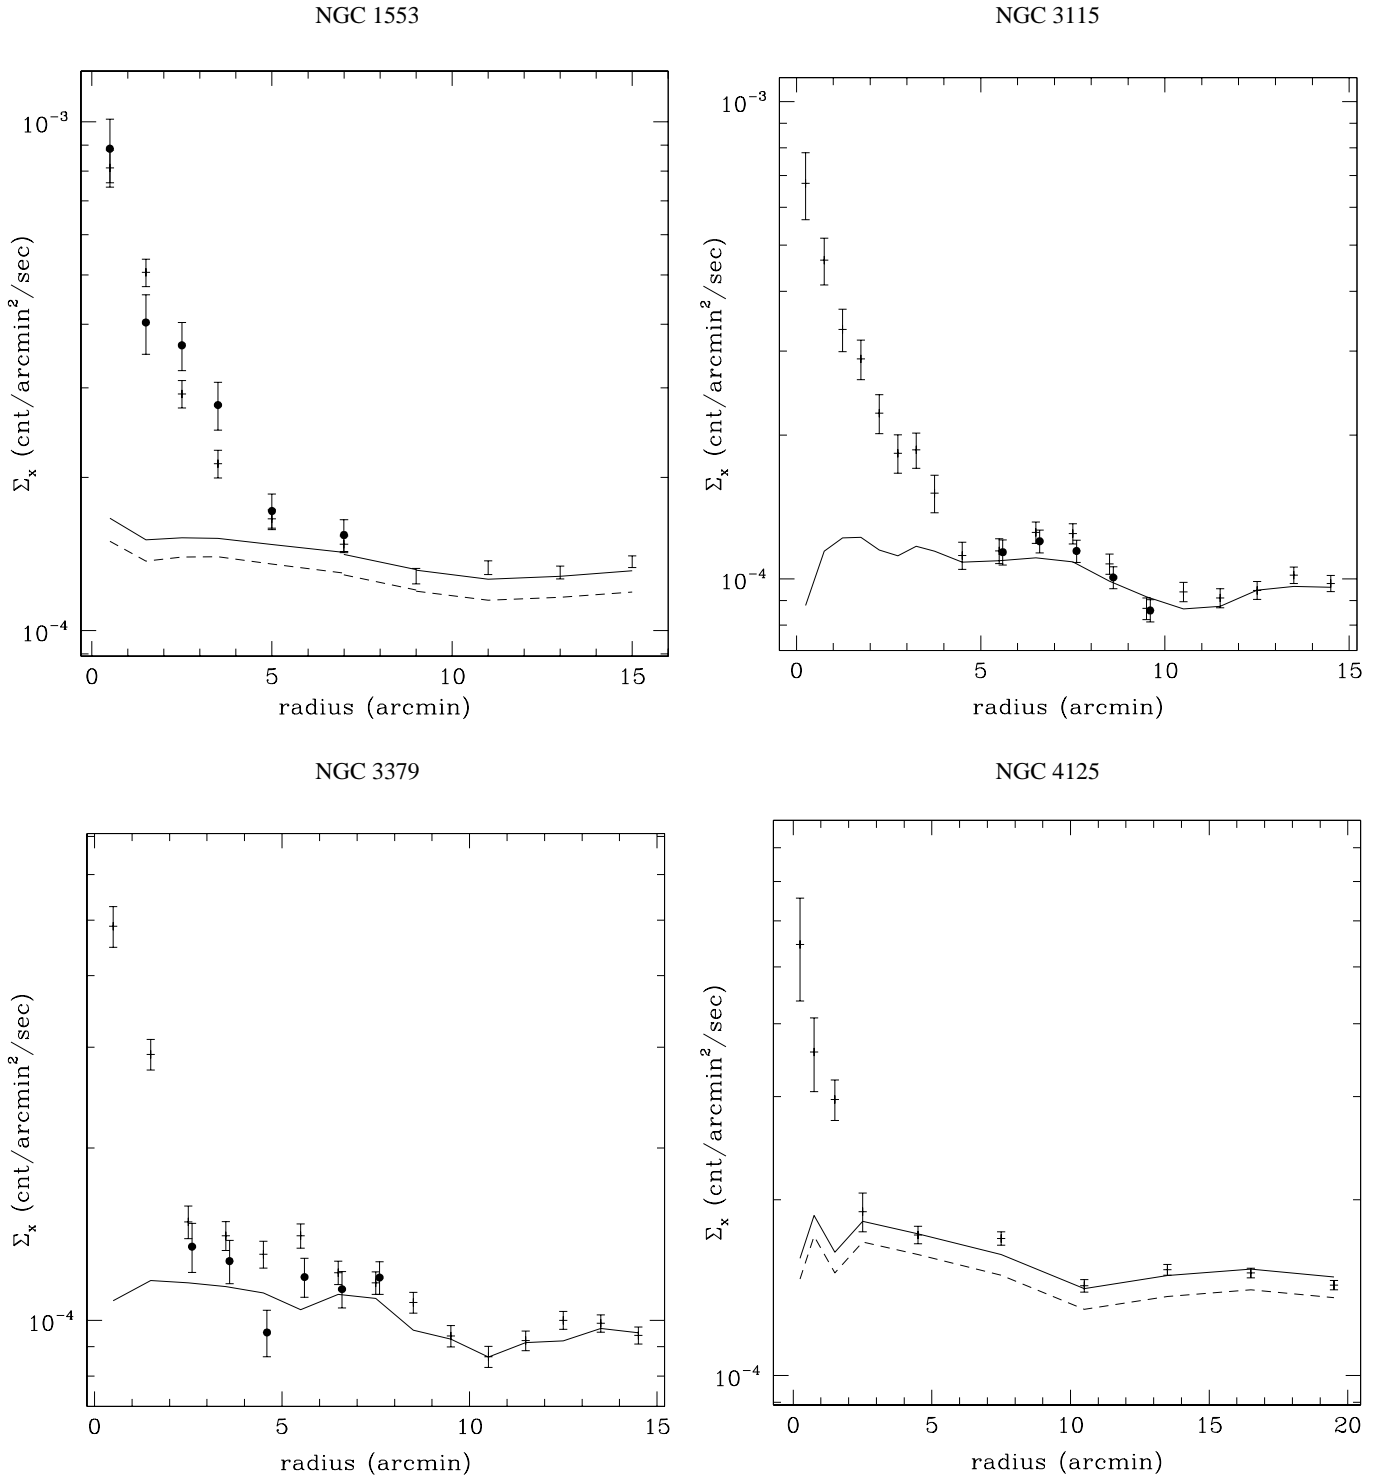 NGC 1553
10⁻³
10⁻⁴
Σₓ (cnt/arcmin²/sec)
0 5 10 15
radius (arcmin)
NGC 3115
10⁻³
10⁻⁴
Σₓ (cnt/arcmin²/sec)
0 5 10 15
radius (arcmin)
NGC 3379
10⁻⁴
Σₓ (cnt/arcmin²/sec)
0 5 10 15
radius (arcmin)
NGC 4125
10⁻⁴
Σₓ (cnt/arcmin²/sec)
0 5 10 15 20
radius (arcmin)